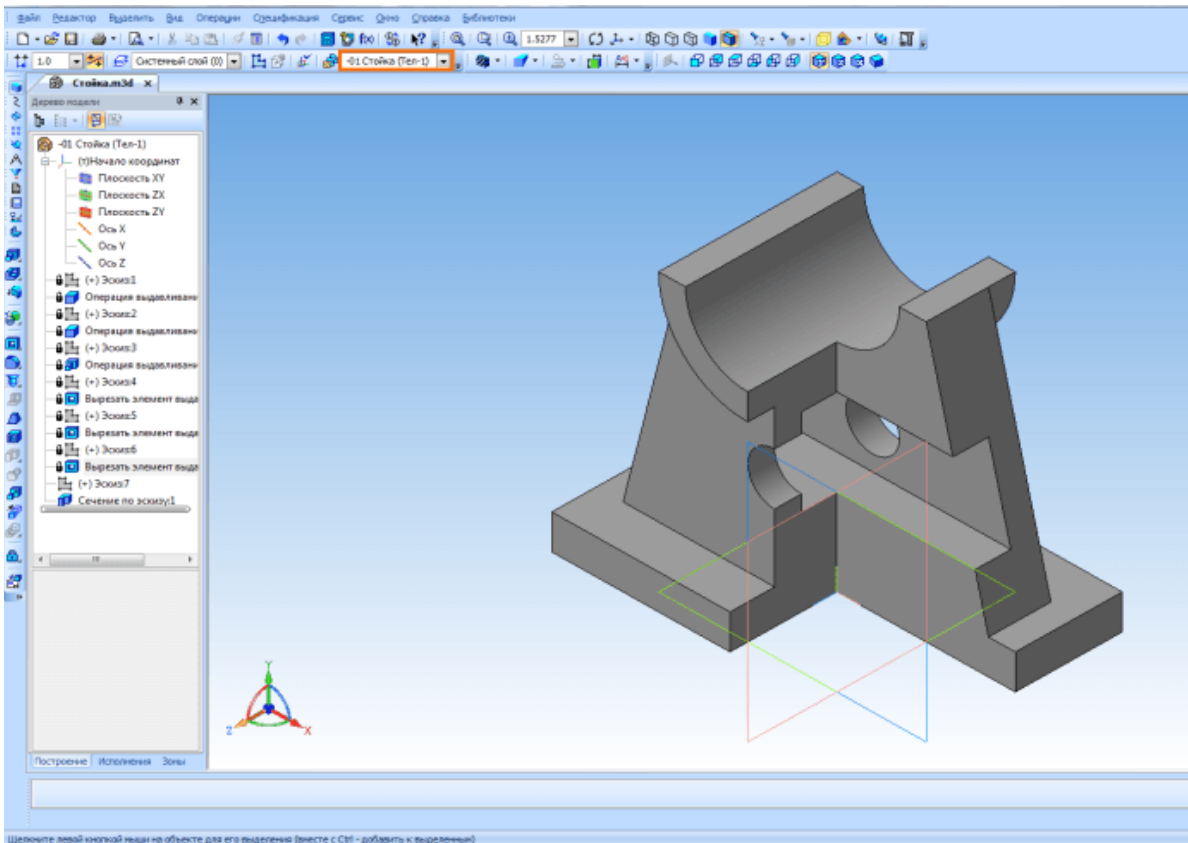 Файл Редактор Выделить Вид Операции Спецификация Сервис Окно Справка Библиотеки
1.5277
1.0 Системный слой (0) -01 Стойка (Тел-1)
Стойка.m3d
Дерево модели
-01 Стойка (Тел-1)
(т)Начало координат
Плоскость XY
Плоскость ZX
Плоскость ZY
Ось X
Ось Y
Ось Z
(+) Эскиз:1
Операция выдавливани
(+) Эскиз:2
Операция выдавливани
(+) Эскиз:3
Операция выдавливани
(+) Эскиз:4
Вырезать элемент выда
(+) Эскиз:5
Вырезать элемент выда
(+) Эскиз:6
Вырезать элемент выда
(+) Эскиз:7
Сечение по эскизу:1
Y
Z
X
Построение Исполнения Зоны
Щелкните левой кнопкой мыши на объекте для его выделения (вместе с Ctrl - добавить к выделенным)